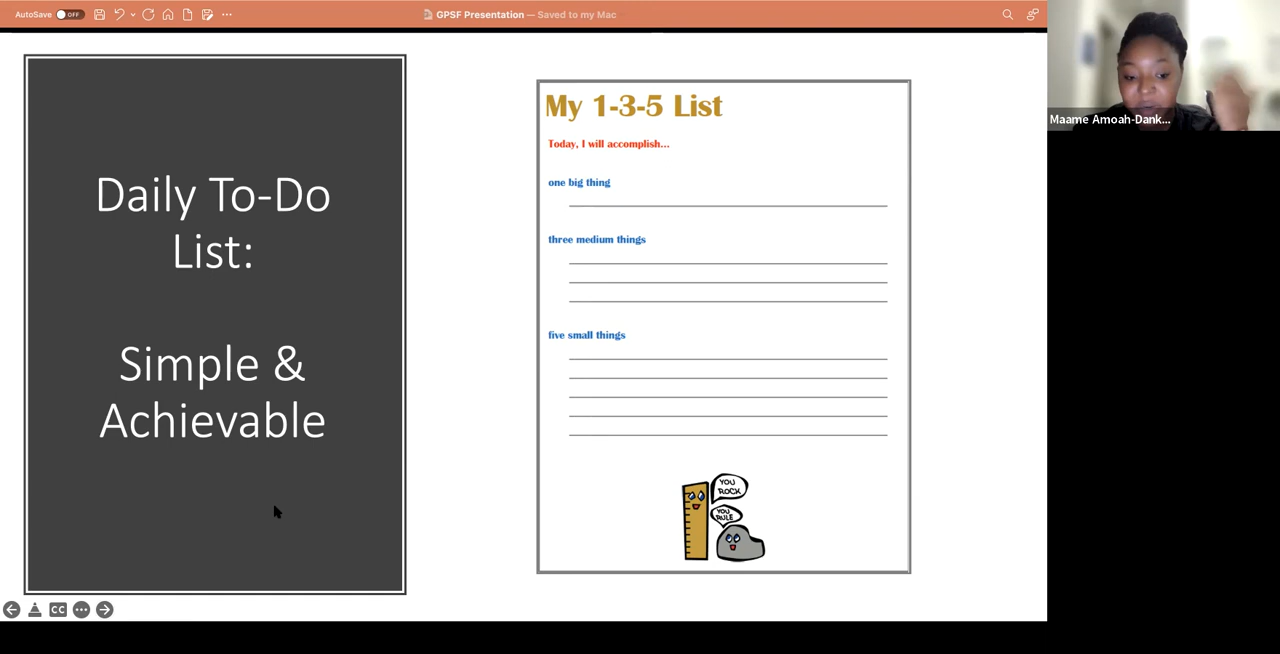 AutoSave OFF
GPSF Presentation — Saved to my Mac
Daily To-Do
List:
Simple &
Achievable
My 1-3-5 List
Today, I will accomplish...
one big thing
three medium things
five small things
YOU
ROCK
YOU
RULE
CC
Maame Amoah-Dank...